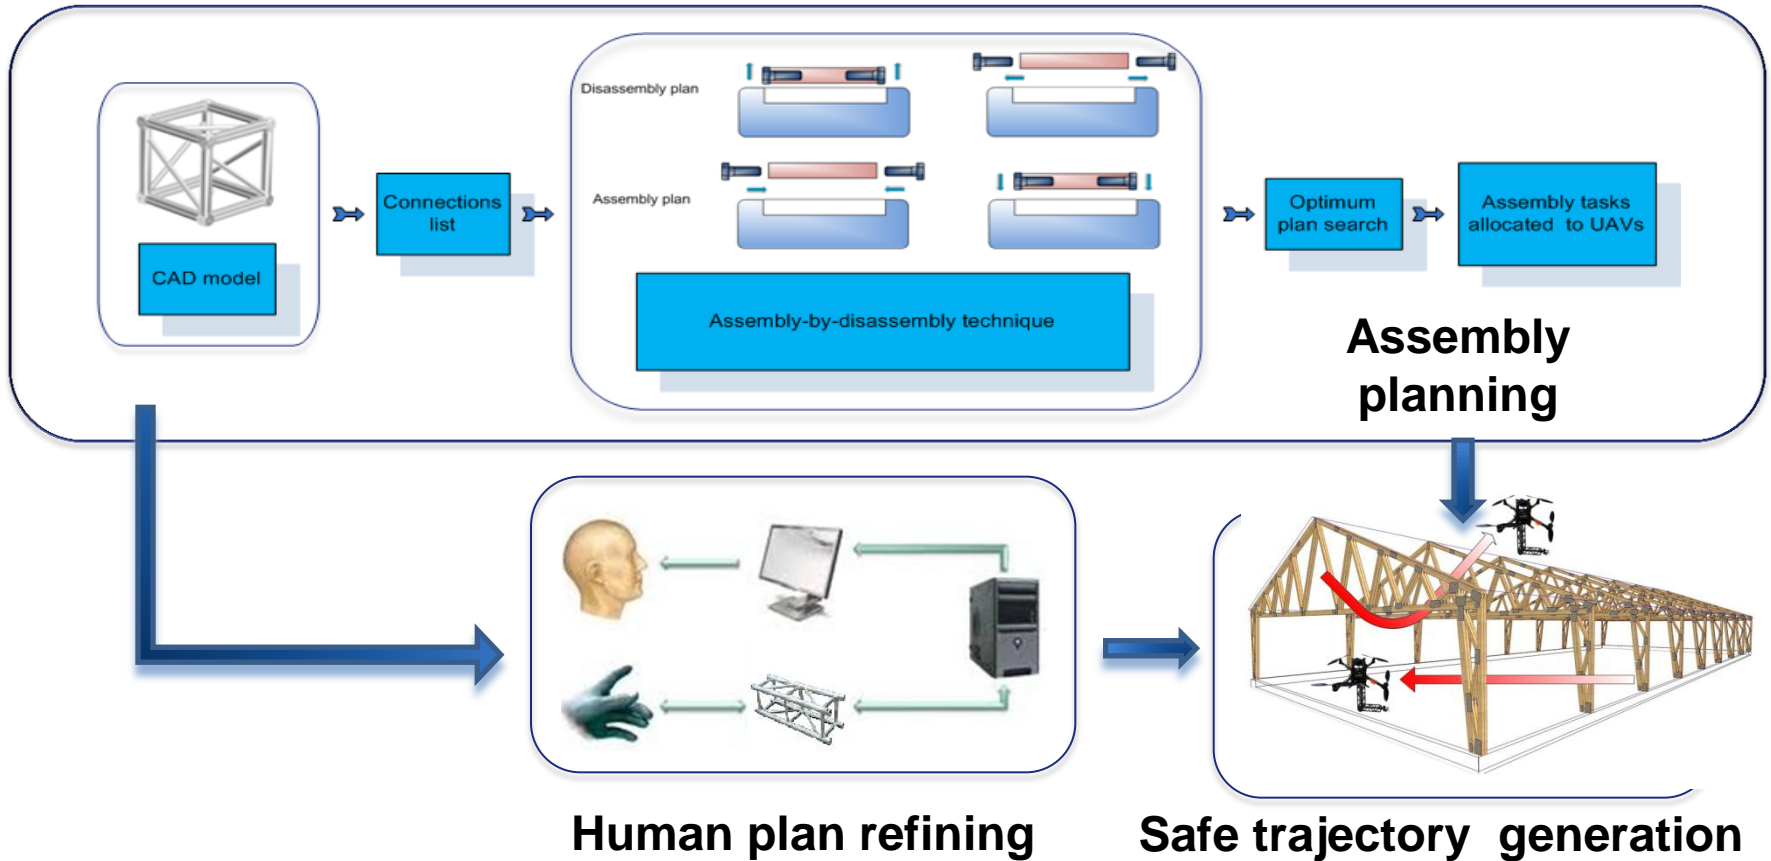 Disassembly plan
Assembly plan
Connections
list
Optimum
plan search
Assembly tasks
allocated  to UAVs
CAD model
Assembly-by-disassembly technique
Assembly
planning
Human plan refining
Safe trajectory  generation